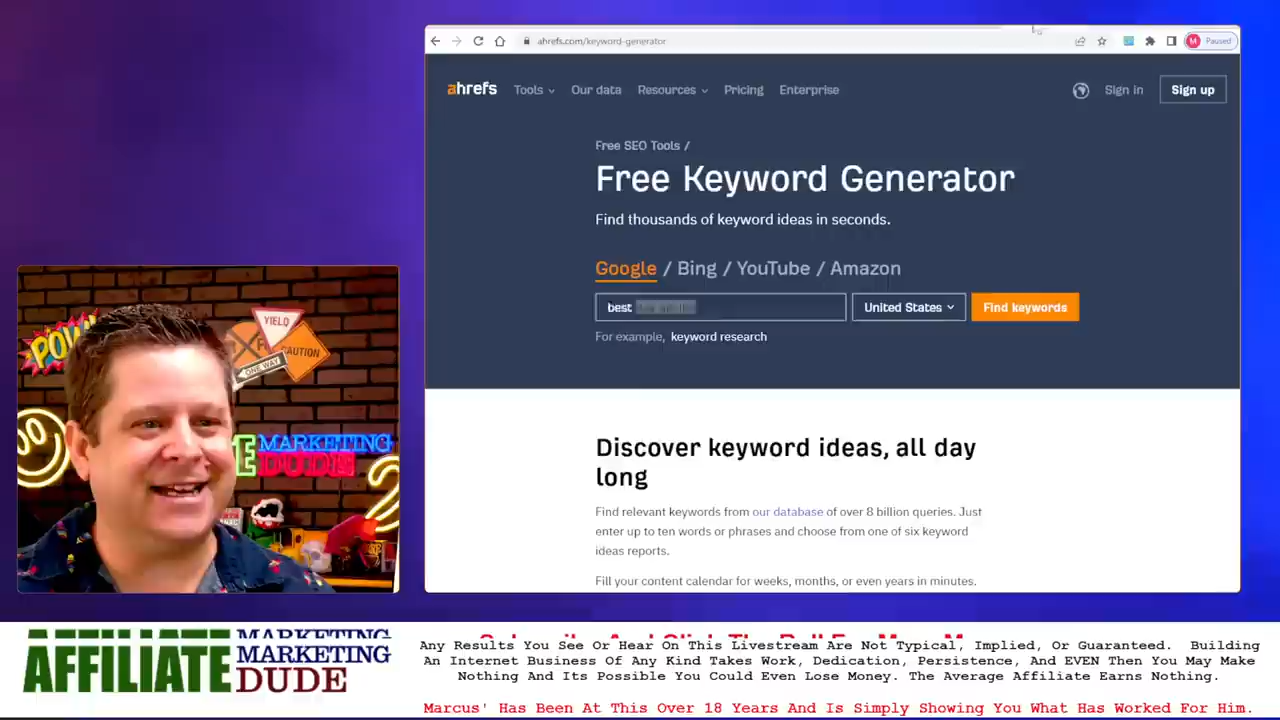 ahrefs.com/keyword-generator
M Paused
ahrefs Tools Our data Resources Pricing Enterprise Sign in Sign up
Free SEO Tools /
Free Keyword Generator
Find thousands of keyword ideas in seconds.
Google / Bing / YouTube / Amazon
best
United States
Find keywords
For example, keyword research
Discover keyword ideas, all day
long
Find relevant keywords from our database of over 8 billion queries. Just
enter up to ten words or phrases and choose from one of six keyword
ideas reports.
Fill your content calendar for weeks, months, or even years in minutes.
POW
YIELD
CAUTION
ONE WAY
E MARKETING
DUDE
2
AFFILIATE MARKETING
MARKETING
DUDE
Any Results You See Or Hear On This Livestream Are Not Typical, Implied, Or Guaranteed. Building
An Internet Business Of Any Kind Takes Work, Dedication, Persistence, And EVEN Then You May Make
Nothing And Its Possible You Could Even Lose Money. The Average Affiliate Earns Nothing.
Marcus' Has Been At This Over 18 Years And Is Simply Showing You What Has Worked For Him.